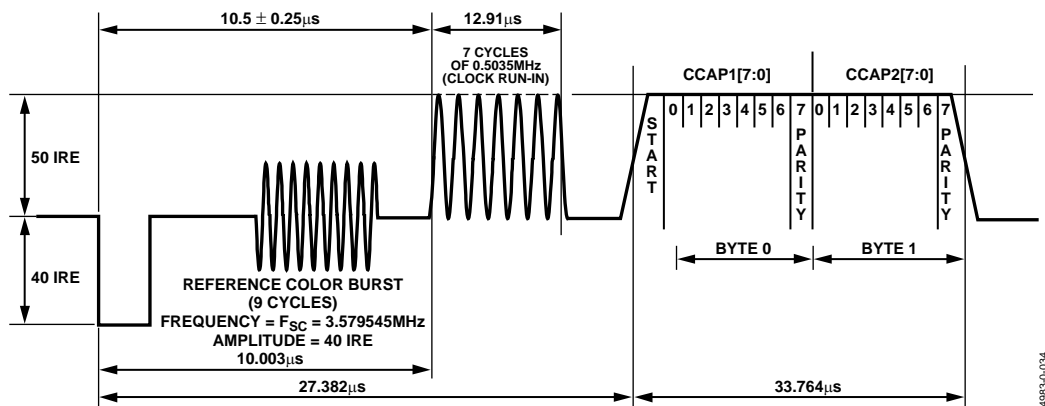 10.5 ± 0.25μs
12.91μs
7 CYCLES
OF 0.5035MHz
(CLOCK RUN-IN)
CCAP1[7:0]
CCAP2[7:0]
0 1 2 3 4 5 6 7 0 1 2 3 4 5 6 7
START
PARITY
PARITY
50 IRE
40 IRE
BYTE 0
BYTE 1
REFERENCE COLOR BURST
(9 CYCLES)
FREQUENCY = FSC = 3.579545MHz
AMPLITUDE = 40 IRE
10.003μs
27.382μs
33.764μs